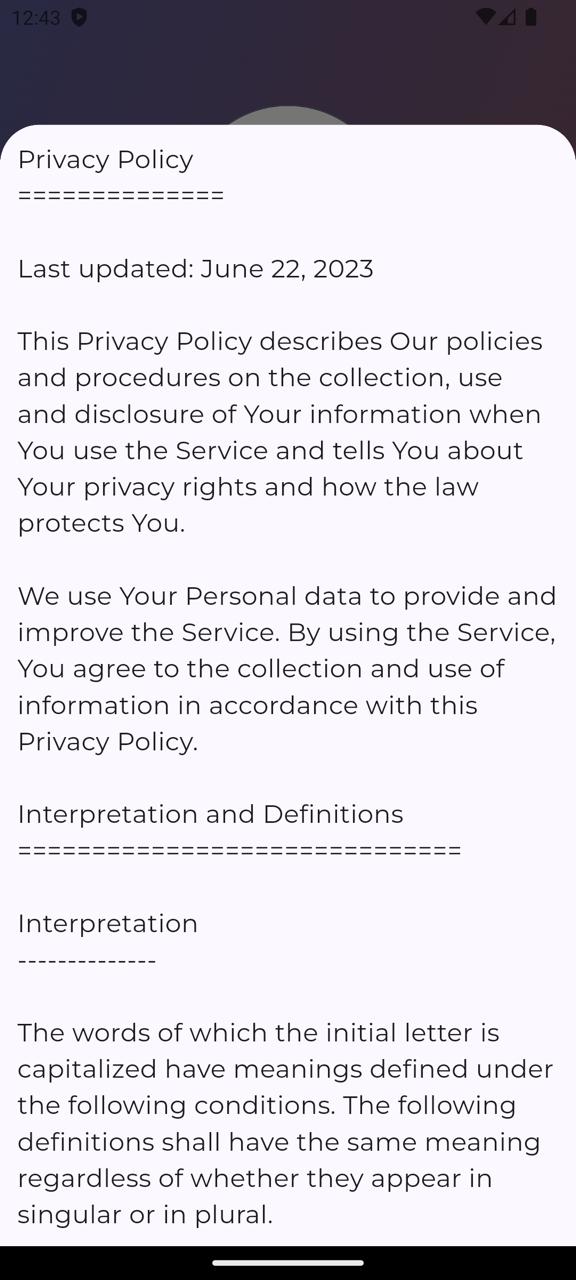 12:43
Privacy Policy
==============
Last updated: June 22, 2023
This Privacy Policy describes Our policies
and procedures on the collection, use
and disclosure of Your information when
You use the Service and tells You about
Your privacy rights and how the law
protects You.
We use Your Personal data to provide and
improve the Service. By using the Service,
You agree to the collection and use of
information in accordance with this
Privacy Policy.
Interpretation and Definitions
==============================
Interpretation
--------------
The words of which the initial letter is
capitalized have meanings defined under
the following conditions. The following
definitions shall have the same meaning
regardless of whether they appear in
singular or in plural.